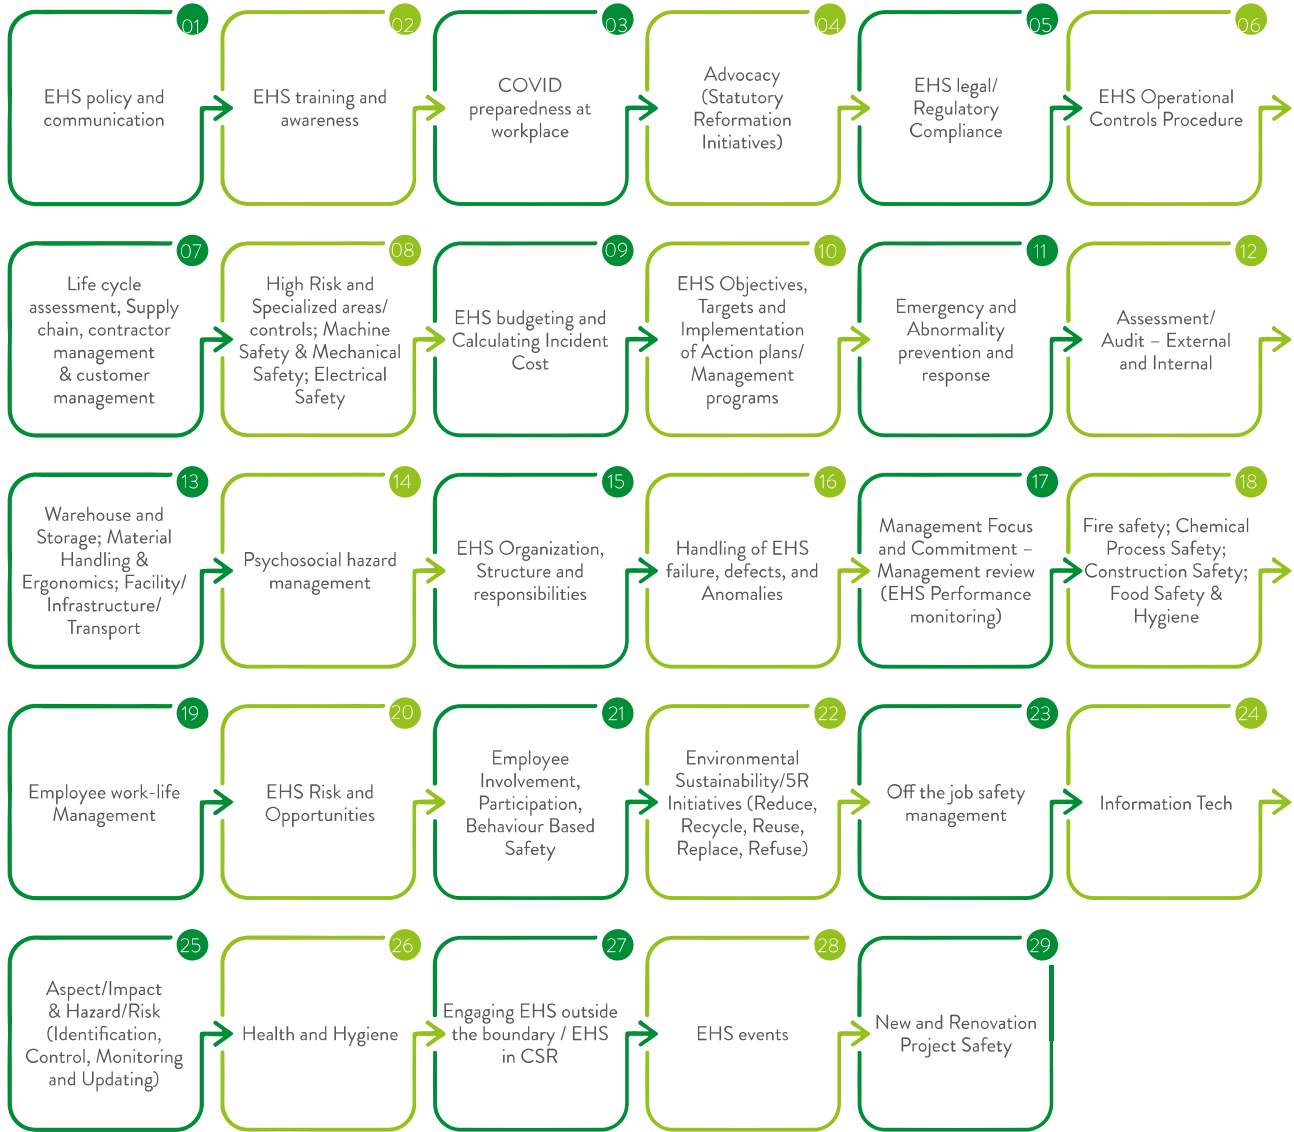 01
EHS policy and
communication
02
EHS training and
awareness
03
COVID
preparedness at
workplace
04
Advocacy
(Statutory
Reformation
Initiatives)
05
EHS legal/
Regulatory
Compliance
06
EHS Operational
Controls Procedure
07
Life cycle
assessment, Supply
chain, contractor
management
& customer
management
08
High Risk and
Specialized areas/
controls; Machine
Safety & Mechanical
Safety; Electrical
Safety
09
EHS budgeting and
Calculating Incident
Cost
10
EHS Objectives,
Targets and
Implementation
of Action plans/
Management
programs
11
Emergency and
Abnormality
prevention and
response
12
Assessment/
Audit – External
and Internal
13
Warehouse and
Storage; Material
Handling &
Ergonomics; Facility/
Infrastructure/
Transport
14
Psychosocial hazard
management
15
EHS Organization,
Structure and
responsibilities
16
Handling of EHS
failure, defects, and
Anomalies
17
Management Focus
and Commitment –
Management review
(EHS Performance
monitoring)
18
Fire safety; Chemical
Process Safety;
Construction Safety;
Food Safety &
Hygiene
19
Employee work-life
Management
20
EHS Risk and
Opportunities
21
Employee
Involvement,
Participation,
Behaviour Based
Safety
22
Environmental
Sustainability/5R
Initiatives (Reduce,
Recycle, Reuse,
Replace, Refuse)
23
Off the job safety
management
24
Information Tech
25
Aspect/Impact
& Hazard/Risk
(Identification,
Control, Monitoring
and Updating)
26
Health and Hygiene
27
Engaging EHS outside
the boundary / EHS
in CSR
28
EHS events
29
New and Renovation
Project Safety